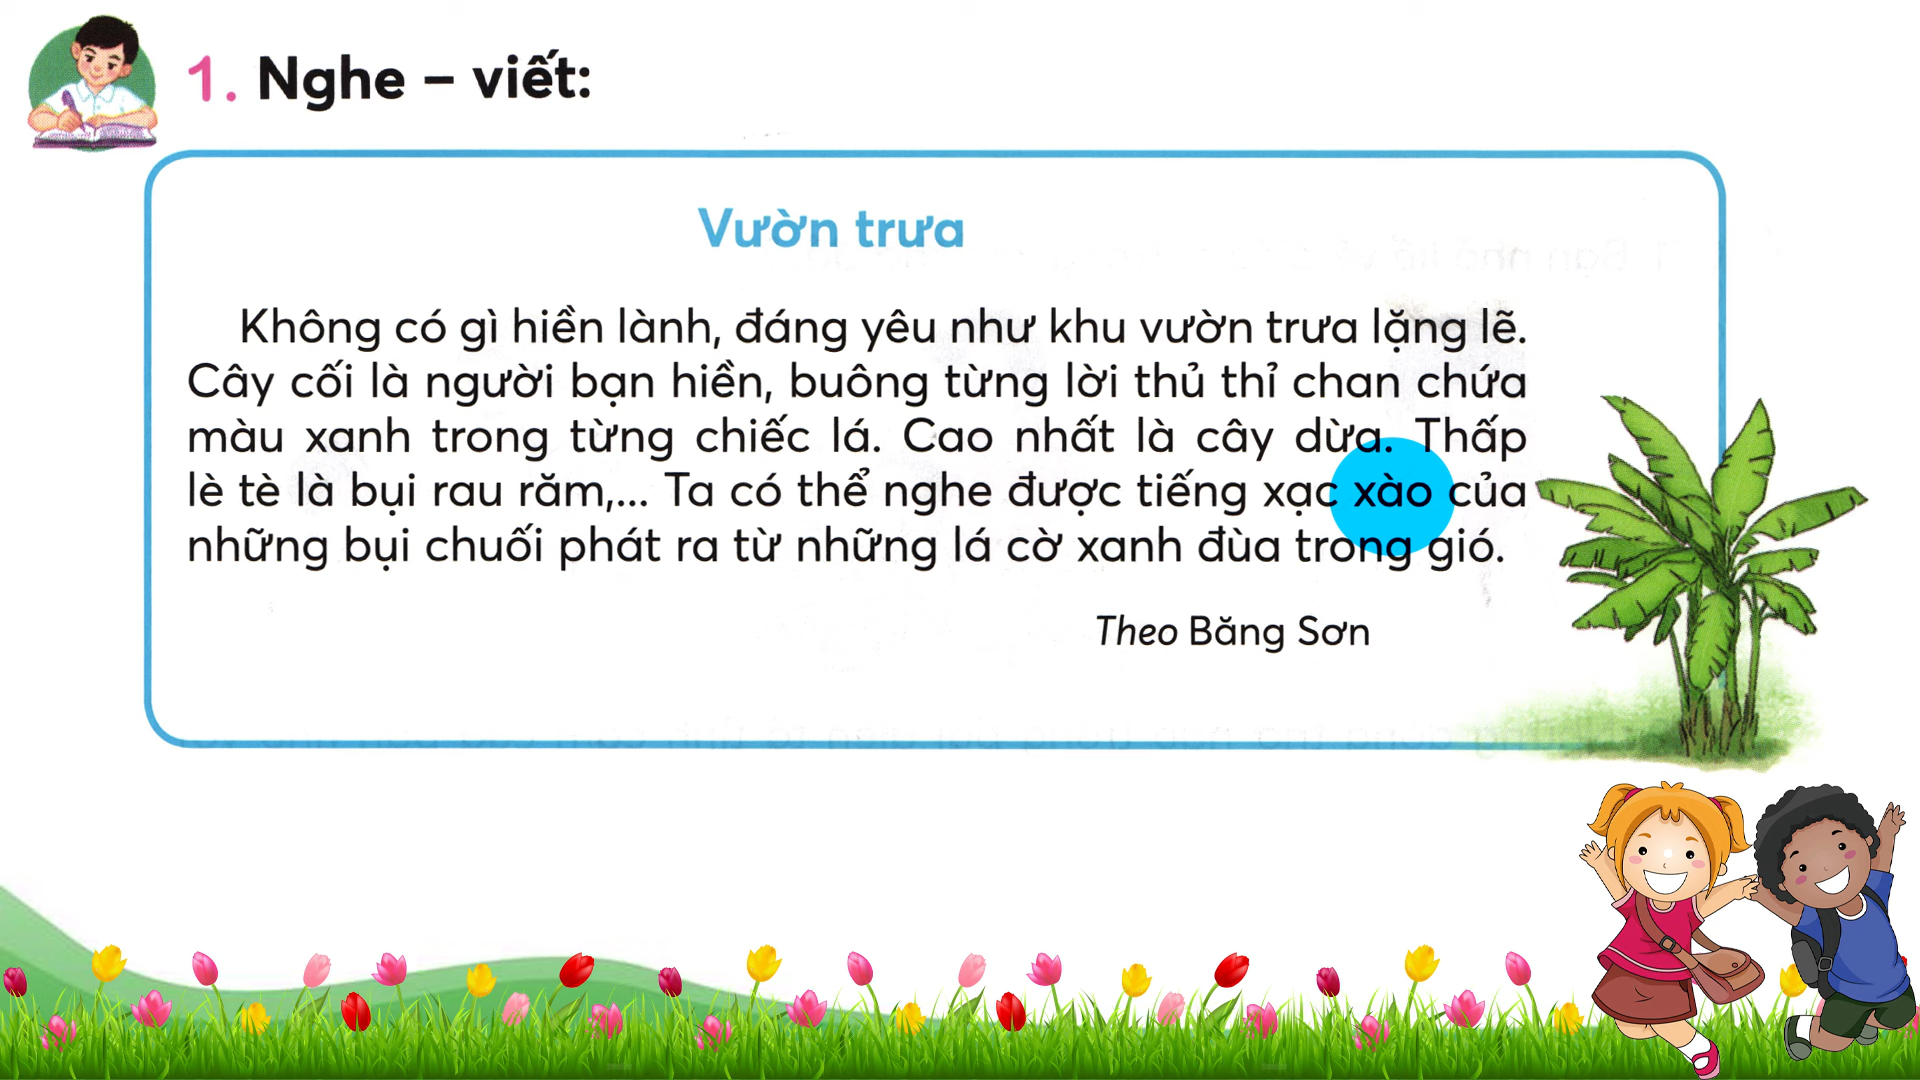 1. Nghe – viết:
Vườn trưa
Không có gì hiền lành, đáng yêu như khu vườn trưa lặng lẽ.
Cây cối là người bạn hiền, buông từng lời thủ thỉ chan chứa
màu xanh trong từng chiếc lá. Cao nhất là cây dừa. Thấp
lè tè là bụi rau răm,... Ta có thể nghe được tiếng xạc xào của
những bụi chuối phát ra từ những lá cờ xanh đùa trong gió.
Theo Băng Sơn